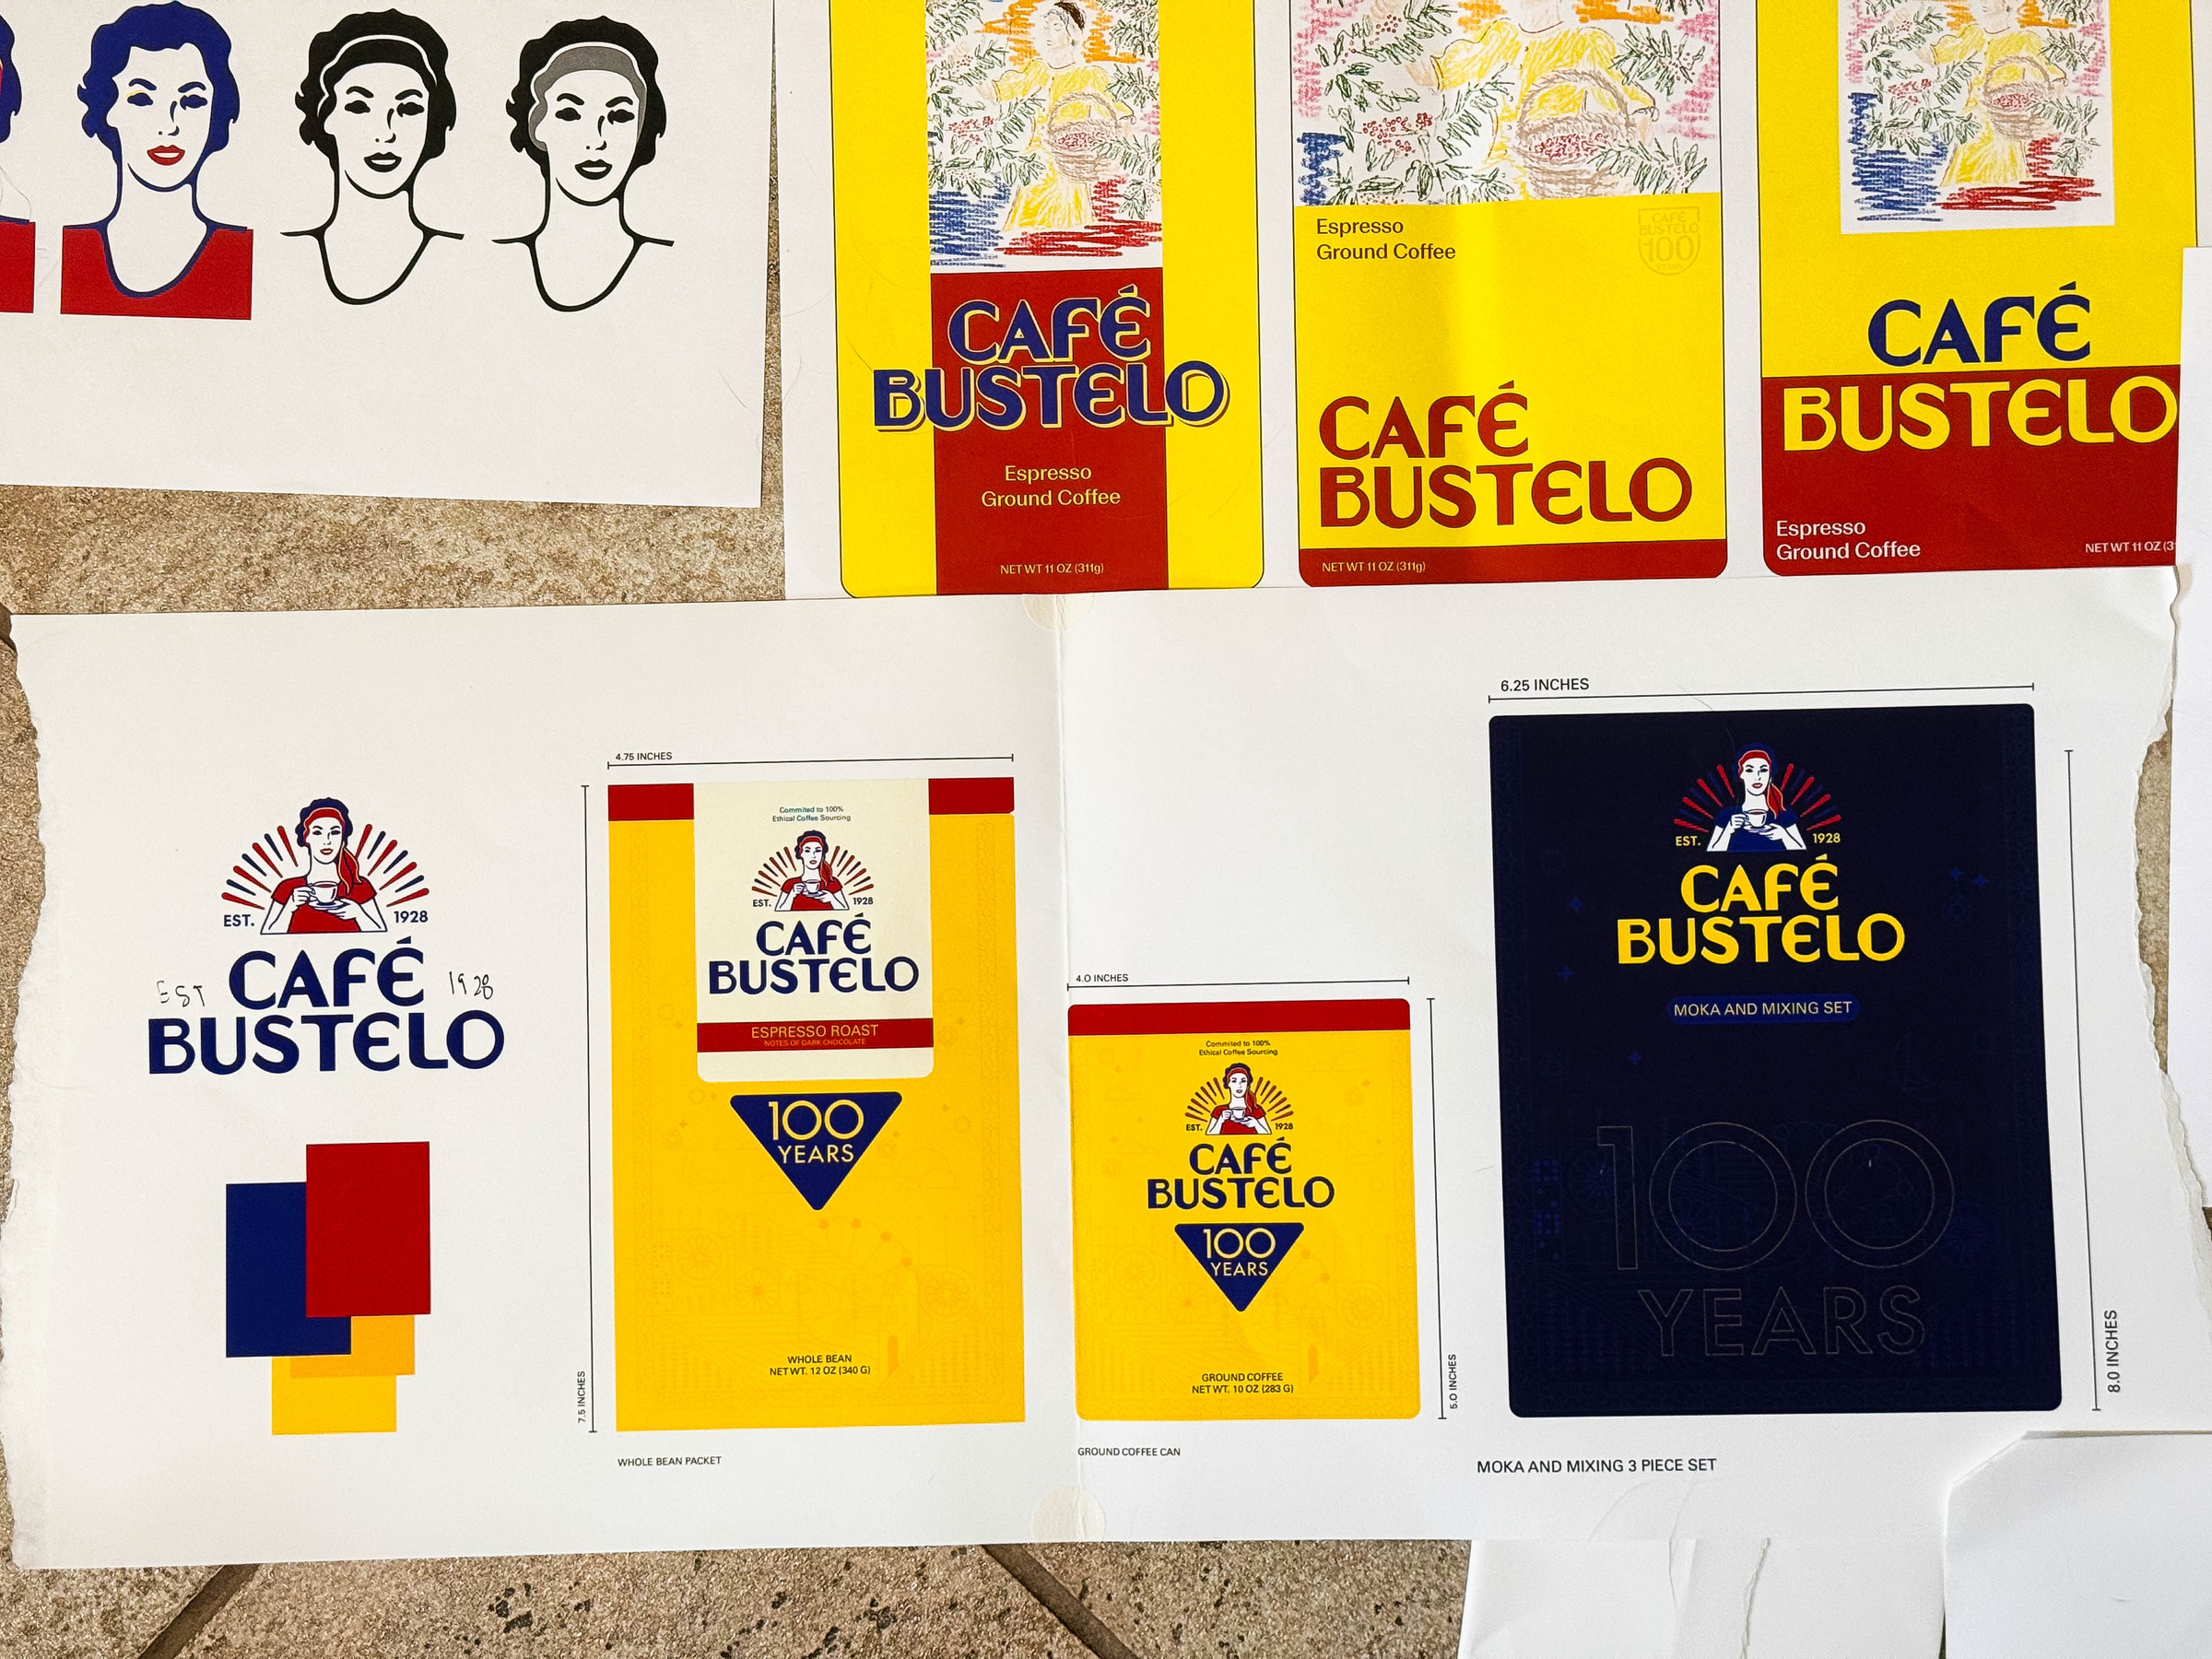 CAFÉ
BUSTELO
Espresso
Ground Coffee
NET WT 11 OZ (311g)
Espresso
Ground Coffee
CAFÉ
BUSTELO
100
YEARS
CAFÉ
BUSTELO
NET WT 11 OZ (311g)
CAFÉ
BUSTELO
Espresso
Ground Coffee
NET WT 11 OZ (3
EST. 1928
EST CAFÉ 1928
BUSTELO
4.75 INCHES
7.5 INCHES
Commited to 100%
Ethical Coffee Sourcing
EST. 1928
CAFÉ
BUSTELO
ESPRESSO ROAST
NOTES OF DARK CHOCOLATE
100
YEARS
WHOLE BEAN
NET WT. 12 OZ (340 G)
WHOLE BEAN PACKET
4.0 INCHES
5.0 INCHES
Commited to 100%
Ethical Coffee Sourcing
EST. 1928
CAFÉ
BUSTELO
100
YEARS
GROUND COFFEE
NET WT. 10 OZ (283 G)
GROUND COFFEE CAN
6.25 INCHES
8.0 INCHES
EST. 1928
CAFÉ
BUSTELO
MOKA AND MIXING SET
100
YEARS
MOKA AND MIXING 3 PIECE SET